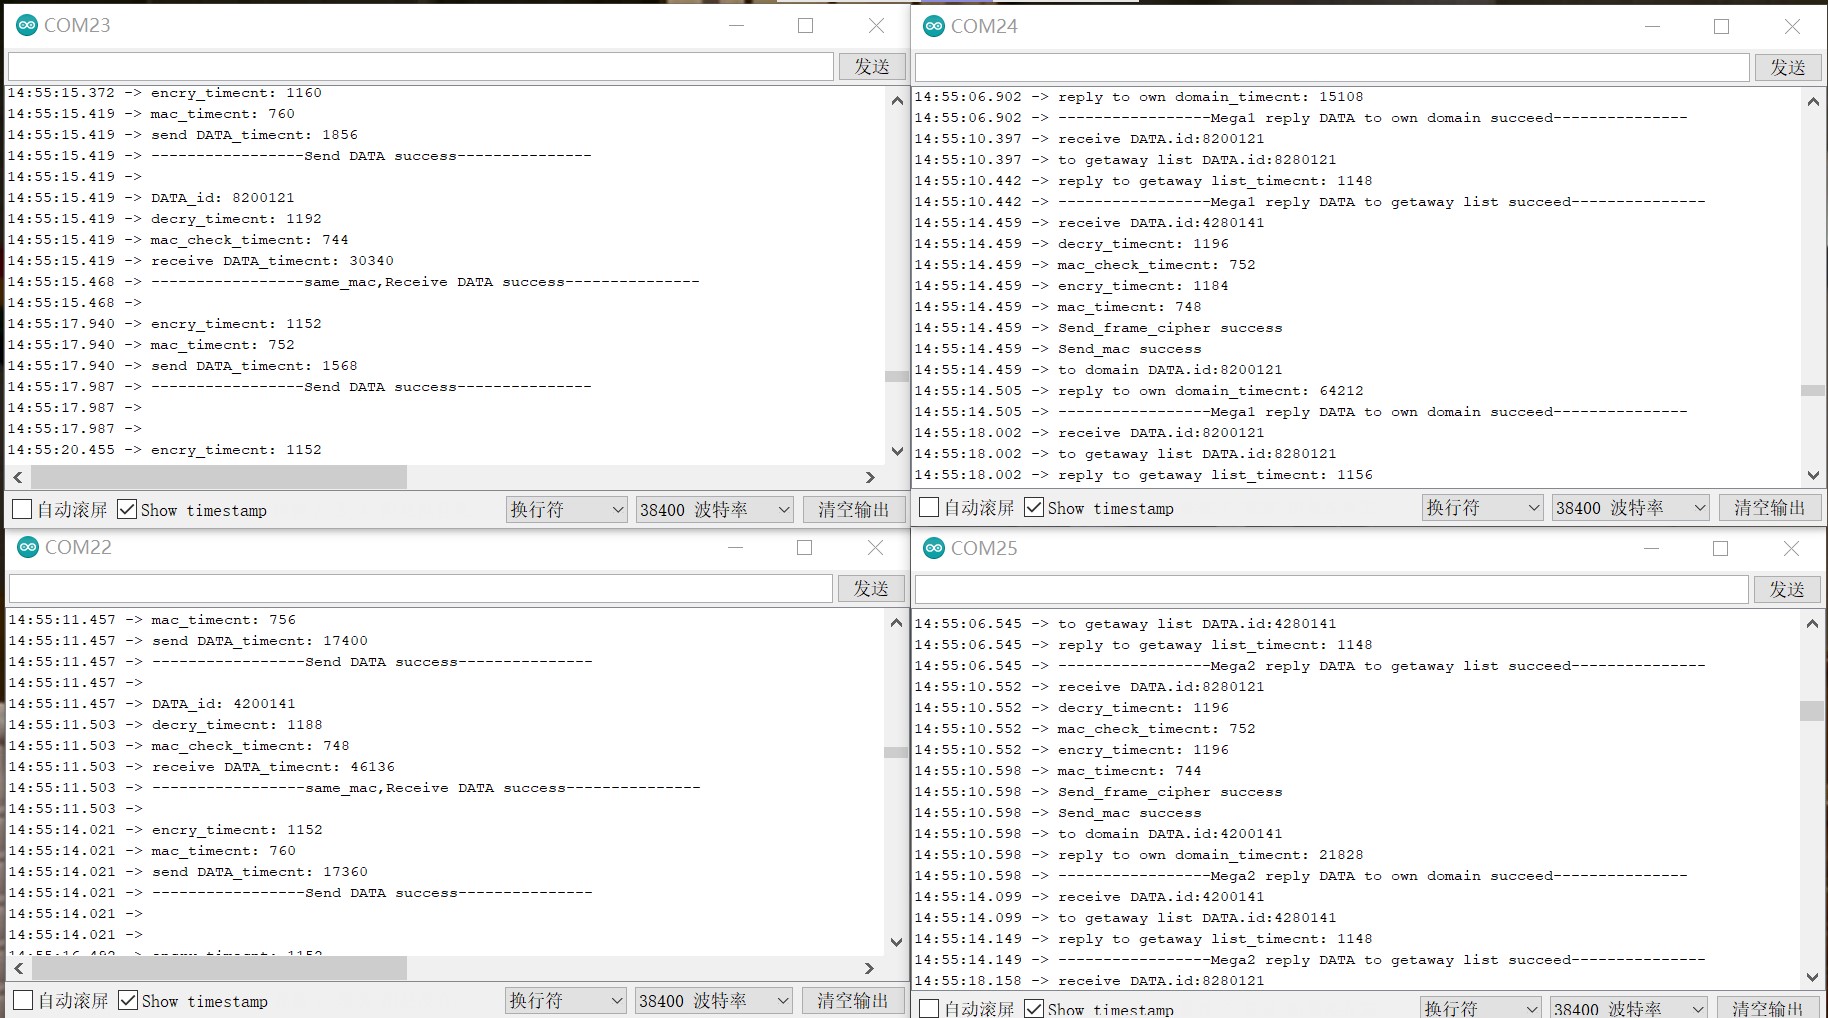 COM23
发送
14:55:15.372 -> encry_timecnt: 1160
14:55:15.419 -> mac_timecnt: 760
14:55:15.419 -> send DATA_timecnt: 1856
14:55:15.419 -> -----------------Send DATA success---------------
14:55:15.419 ->
14:55:15.419 -> DATA_id: 8200121
14:55:15.419 -> decry_timecnt: 1192
14:55:15.419 -> mac_check_timecnt: 744
14:55:15.419 -> receive DATA_timecnt: 30340
14:55:15.468 -> -----------------same_mac,Receive DATA success---------------
14:55:15.468 ->
14:55:17.940 -> encry_timecnt: 1152
14:55:17.940 -> mac_timecnt: 752
14:55:17.940 -> send DATA_timecnt: 1568
14:55:17.987 -> -----------------Send DATA success---------------
14:55:17.987 ->
14:55:17.987 ->
14:55:20.455 -> encry_timecnt: 1152
自动滚屏 Show timestamp 换行符 38400 波特率 清空输出
COM24
发送
14:55:06.902 -> reply to own domain_timecnt: 15108
14:55:06.902 -> -----------------Mega1 reply DATA to own domain succeed---------------
14:55:10.397 -> receive DATA.id:8200121
14:55:10.397 -> to getaway list DATA.id:8280121
14:55:10.442 -> reply to getaway list_timecnt: 1148
14:55:10.442 -> -----------------Mega1 reply DATA to getaway list succeed---------------
14:55:14.459 -> receive DATA.id:4280141
14:55:14.459 -> decry_timecnt: 1196
14:55:14.459 -> mac_check_timecnt: 752
14:55:14.459 -> encry_timecnt: 1184
14:55:14.459 -> mac_timecnt: 748
14:55:14.459 -> Send_frame_cipher success
14:55:14.459 -> Send_mac success
14:55:14.459 -> to domain DATA.id:8200121
14:55:14.505 -> reply to own domain_timecnt: 64212
14:55:14.505 -> -----------------Mega1 reply DATA to own domain succeed---------------
14:55:18.002 -> receive DATA.id:8200121
14:55:18.002 -> to getaway list DATA.id:8280121
14:55:18.002 -> reply to getaway list_timecnt: 1156
自动滚屏 Show timestamp 换行符 38400 波特率 清空输出
COM22
发送
14:55:11.457 -> mac_timecnt: 756
14:55:11.457 -> send DATA_timecnt: 17400
14:55:11.457 -> -----------------Send DATA success---------------
14:55:11.457 ->
14:55:11.457 -> DATA_id: 4200141
14:55:11.503 -> decry_timecnt: 1188
14:55:11.503 -> mac_check_timecnt: 748
14:55:11.503 -> receive DATA_timecnt: 46136
14:55:11.503 -> -----------------same_mac,Receive DATA success---------------
14:55:11.503 ->
14:55:14.021 -> encry_timecnt: 1152
14:55:14.021 -> mac_timecnt: 760
14:55:14.021 -> send DATA_timecnt: 17360
14:55:14.021 -> -----------------Send DATA success---------------
14:55:14.021 ->
14:55:14.021 ->
14:55:16.492 -> encry_timecnt: 1152
自动滚屏 Show timestamp 换行符 38400 波特率 清空输出
COM25
发送
14:55:06.545 -> to getaway list DATA.id:4280141
14:55:06.545 -> reply to getaway list_timecnt: 1148
14:55:06.545 -> -----------------Mega2 reply DATA to getaway list succeed---------------
14:55:10.552 -> receive DATA.id:8280121
14:55:10.552 -> decry_timecnt: 1196
14:55:10.552 -> mac_check_timecnt: 752
14:55:10.552 -> encry_timecnt: 1196
14:55:10.598 -> mac_timecnt: 744
14:55:10.598 -> Send_frame_cipher success
14:55:10.598 -> Send_mac success
14:55:10.598 -> to domain DATA.id:4200141
14:55:10.598 -> reply to own domain_timecnt: 21828
14:55:10.598 -> -----------------Mega2 reply DATA to own domain succeed---------------
14:55:14.099 -> receive DATA.id:4200141
14:55:14.099 -> to getaway list DATA.id:4280141
14:55:14.149 -> reply to getaway list_timecnt: 1148
14:55:14.149 -> -----------------Mega2 reply DATA to getaway list succeed---------------
14:55:18.158 -> receive DATA.id:8280121
自动滚屏 Show timestamp 换行符 38400 波特率 清空输出